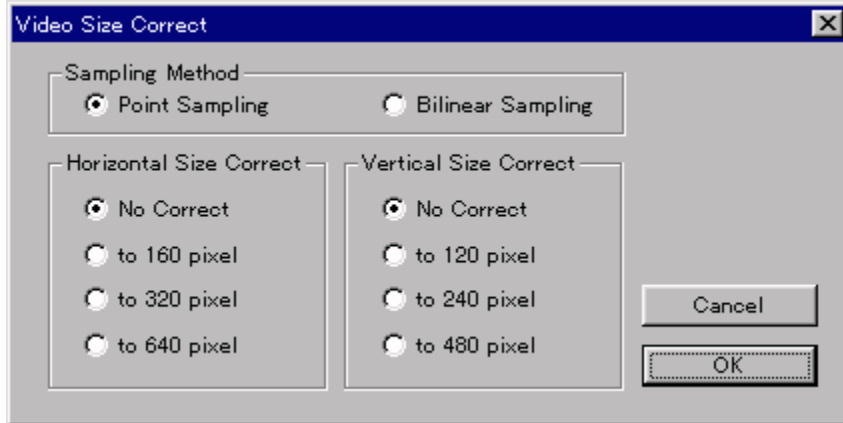 Video Size Correct
Sampling Method
Point Sampling Bilinear Sampling
Horizontal Size Correct
No Correct
to 160 pixel
to 320 pixel
to 640 pixel
Vertical Size Correct
No Correct
to 120 pixel
to 240 pixel
to 480 pixel
Cancel
OK